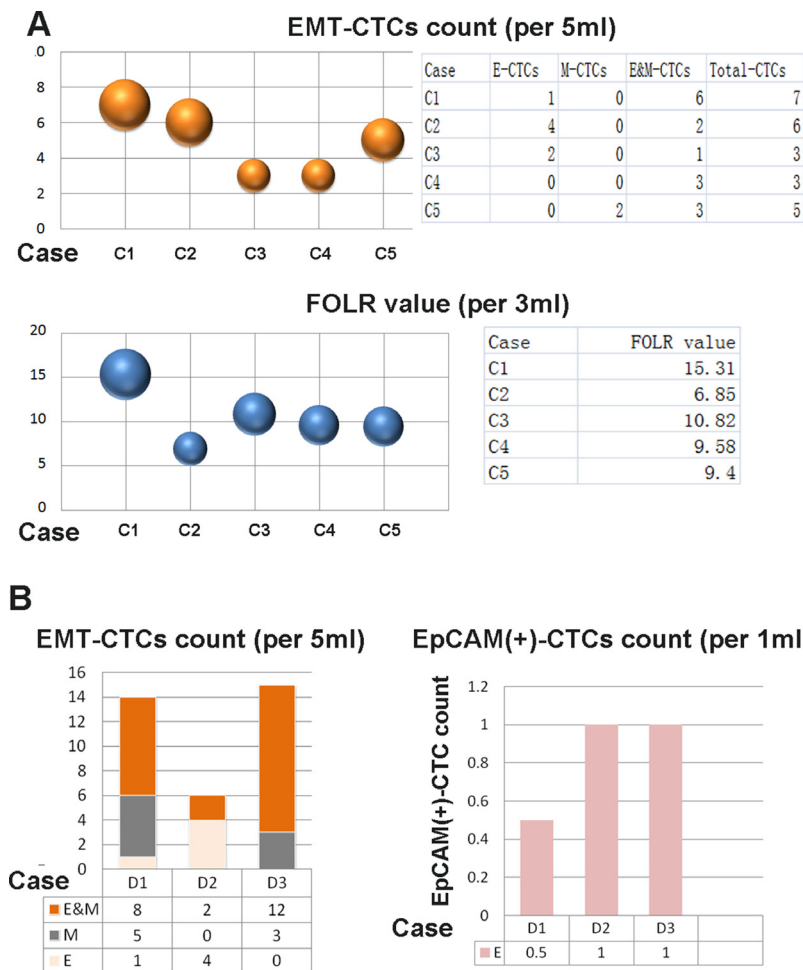 A
EMT-CTCs count (per 5ml)
.0
8
6
4
2
0
Case C1 C2 C3 C4 C5
Case E-CTCs M-CTCs E&M-CTCs Total-CTCs
C1 1 0 6 7
C2 4 0 2 6
C3 2 0 1 3
C4 0 0 3 3
C5 0 2 3 5
FOLR value (per 3ml)
20
15
10
5
0
Case C1 C2 C3 C4 C5
Case FOLR value
C1 15.31
C2 6.85
C3 10.82
C4 9.58
C5 9.4
B
EMT-CTCs count (per 5ml)
16
14
12
10
8
6
4
2
0
Case D1 D2 D3
E&M 8 2 12
M 5 0 3
E 1 4 0
EpCAM(+)-CTCs count (per 1ml
EpCAM(+)-CTC count
1.2
1
0.8
0.6
0.4
0.2
0
Case D1 D2 D3
E 0.5 1 1